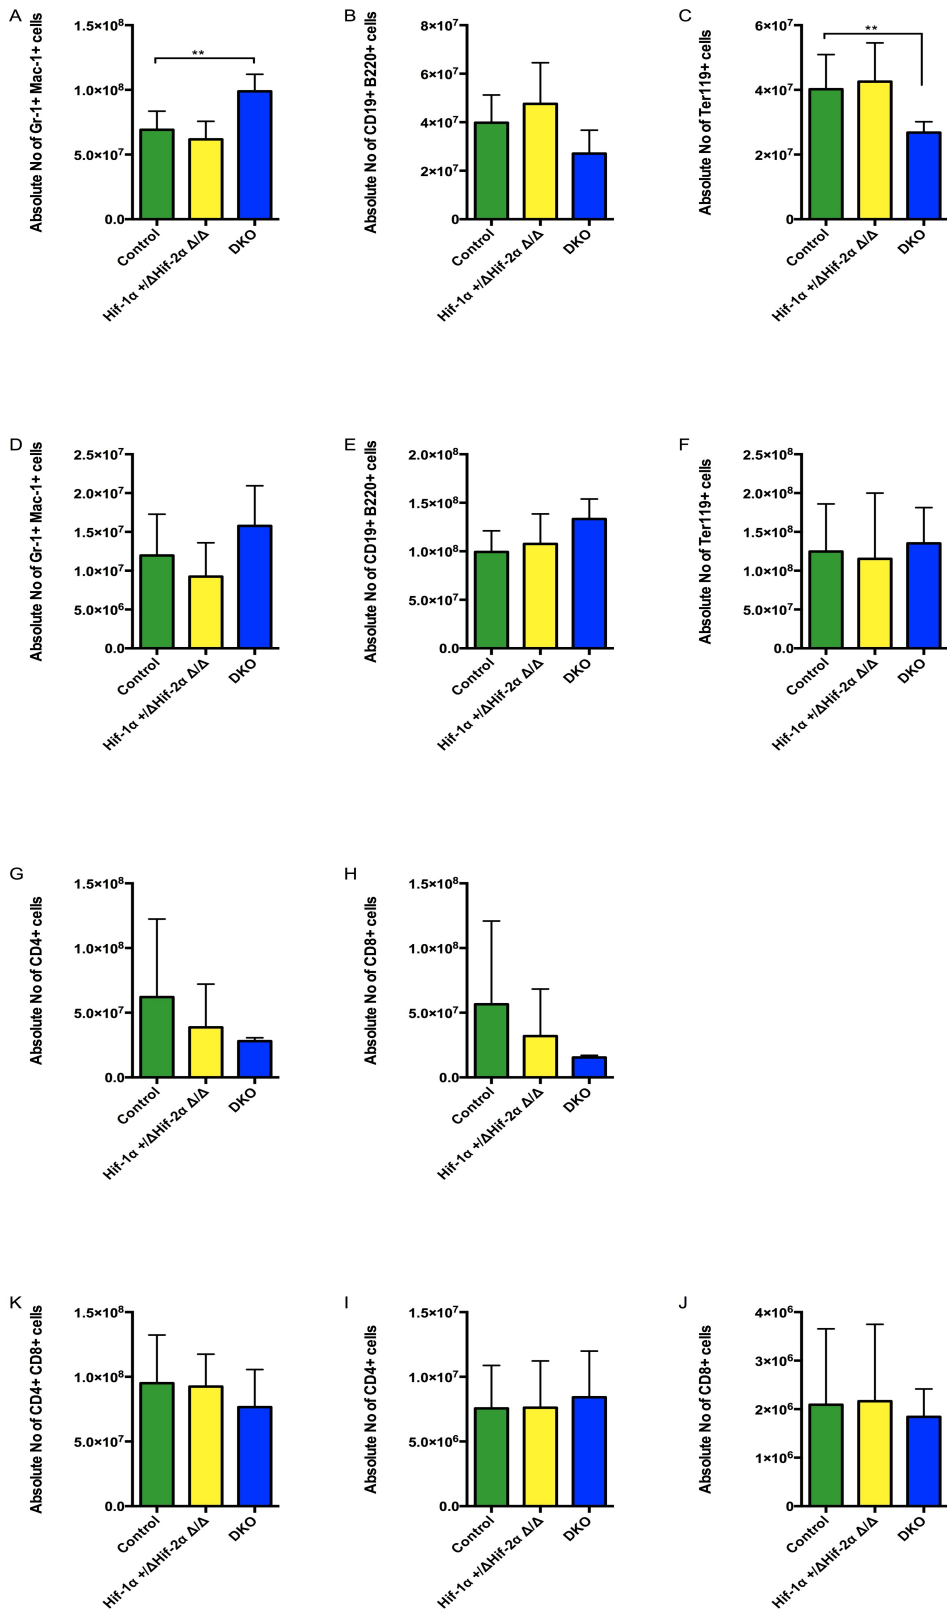 A
Absolute No of Gr-1+ Mac-1+ cells
1.5×10⁸
1.0×10⁸
5.0×10⁷
0.0
**
Control
Hif-1α +/ΔHif-2α Δ/Δ
DKO
B
Absolute No of CD19+ B220+ cells
8×10⁷
6×10⁷
4×10⁷
2×10⁷
0
Control
Hif-1α +/ΔHif-2α Δ/Δ
DKO
C
Absolute No of Ter119+ cells
6×10⁷
4×10⁷
2×10⁷
0
**
Control
Hif-1α +/ΔHif-2α Δ/Δ
DKO
D
Absolute No of Gr-1+ Mac-1+ cells
2.5×10⁷
2.0×10⁷
1.5×10⁷
1.0×10⁷
5.0×10⁶
0.0
Control
Hif-1α +/ΔHif-2α Δ/Δ
DKO
E
Absolute No of CD19+ B220+ cells
2.0×10⁸
1.5×10⁸
1.0×10⁸
5.0×10⁷
0.0
Control
Hif-1α +/ΔHif-2α Δ/Δ
DKO
F
Absolute No of Ter119+ cells
2.5×10⁸
2.0×10⁸
1.5×10⁸
1.0×10⁸
5.0×10⁷
0.0
Control
Hif-1α +/ΔHif-2α Δ/Δ
DKO
G
Absolute No of CD4+ cells
1.5×10⁸
1.0×10⁸
5.0×10⁷
0.0
Control
Hif-1α +/ΔHif-2α Δ/Δ
DKO
H
Absolute No of CD8+ cells
1.5×10⁸
1.0×10⁸
5.0×10⁷
0.0
Control
Hif-1α +/ΔHif-2α Δ/Δ
DKO
K
Absolute No of CD4+ CD8+ cells
1.5×10⁸
1.0×10⁸
5.0×10⁷
0.0
Control
Hif-1α +/ΔHif-2α Δ/Δ
DKO
I
Absolute No of CD4+ cells
1.5×10⁷
1.0×10⁷
5.0×10⁶
0.0
Control
Hif-1α +/ΔHif-2α Δ/Δ
DKO
J
Absolute No of CD8+ cells
4×10⁶
3×10⁶
2×10⁶
1×10⁶
0
Control
Hif-1α +/ΔHif-2α Δ/Δ
DKO